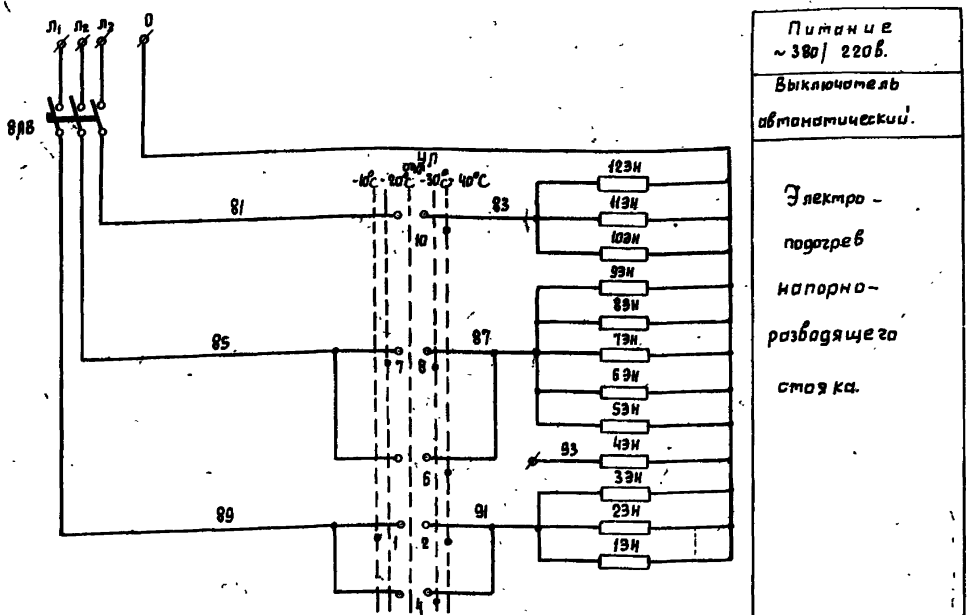 Л1 Л2 Л3 О
Питание
~ 380/ 220в.
Выключатель
автоматический.
8АВ
ЧП
-10°С - 20°С -30°С - 40°С
12ЭН
81
83
11ЭН
10
10ЭН
9ЭН
8ЭН
85
87
7ЭН.
7
8
6ЭН
5ЭН
93
4ЭН
6
3ЭН
89
91
2ЭН
1
2
1ЭН
4
Электро-
подогрев
напорно-
разводящего
стояка.